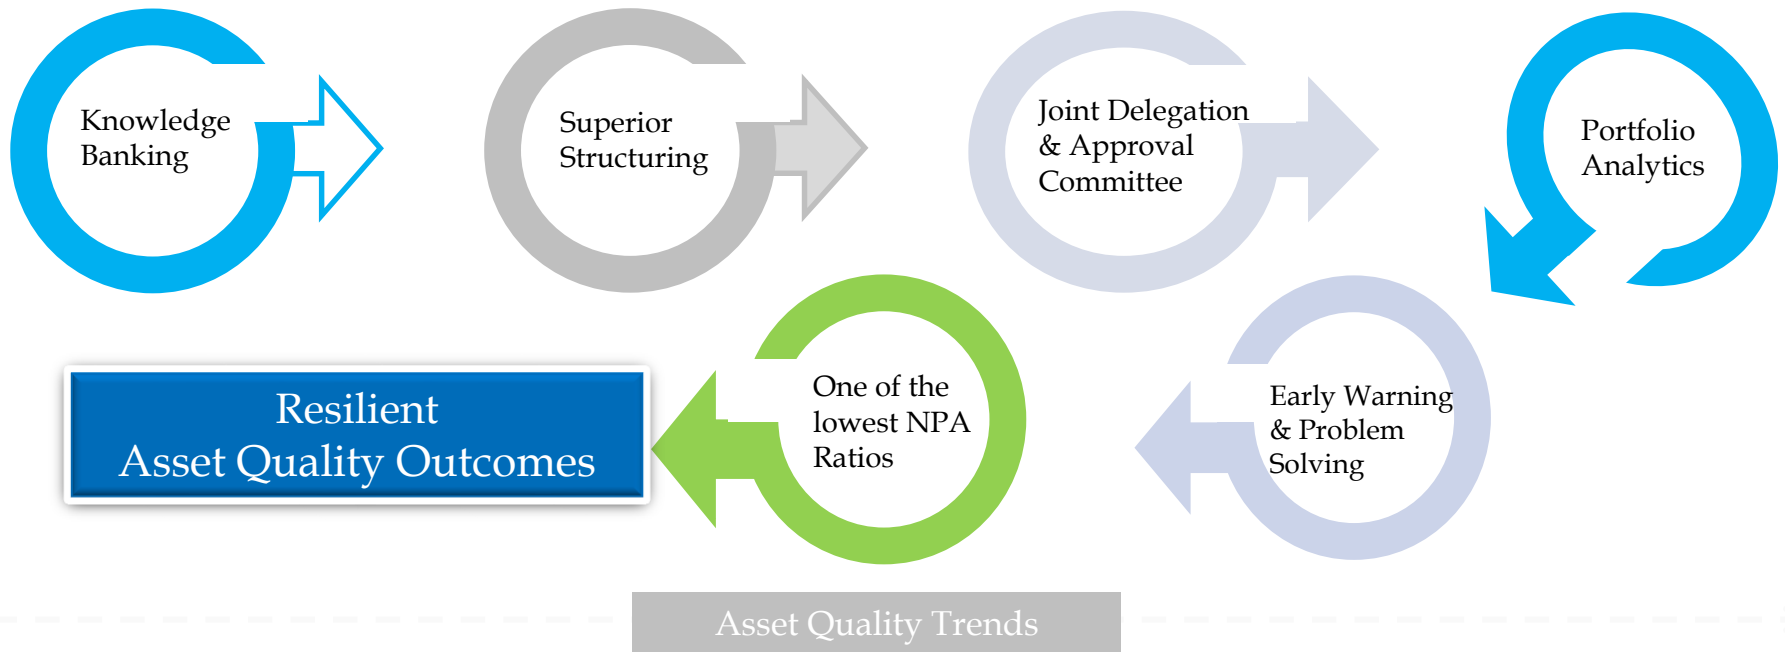 Knowledge
Banking
Superior
Structuring
Joint Delegation
& Approval
Committee
Portfolio
Analytics
Early Warning
& Problem
Solving
One of the
lowest NPA
Ratios
Resilient
Asset Quality Outcomes
Asset Quality Trends